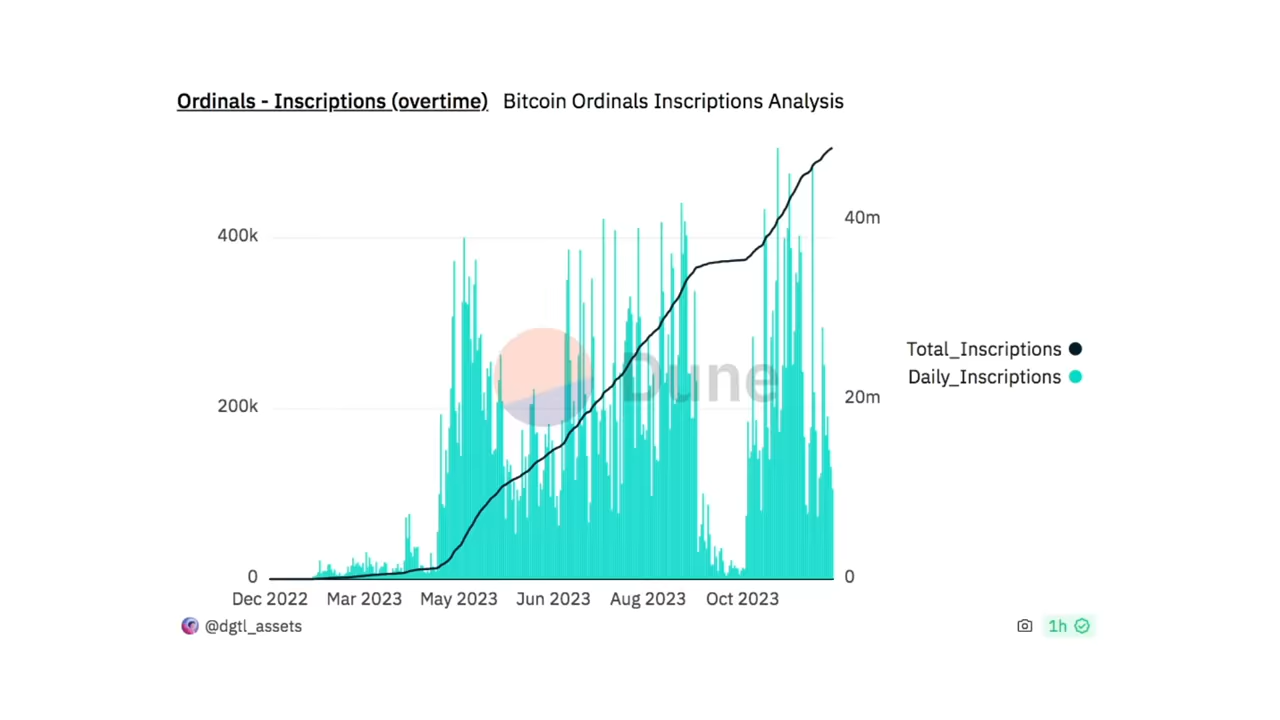 Ordinals - Inscriptions (overtime) Bitcoin Ordinals Inscriptions Analysis
400k
200k
0
40m
20m
0
Dune
Total_Inscriptions
Daily_Inscriptions
Dec 2022 Mar 2023 May 2023 Jun 2023 Aug 2023 Oct 2023
@dgtl_assets
1h